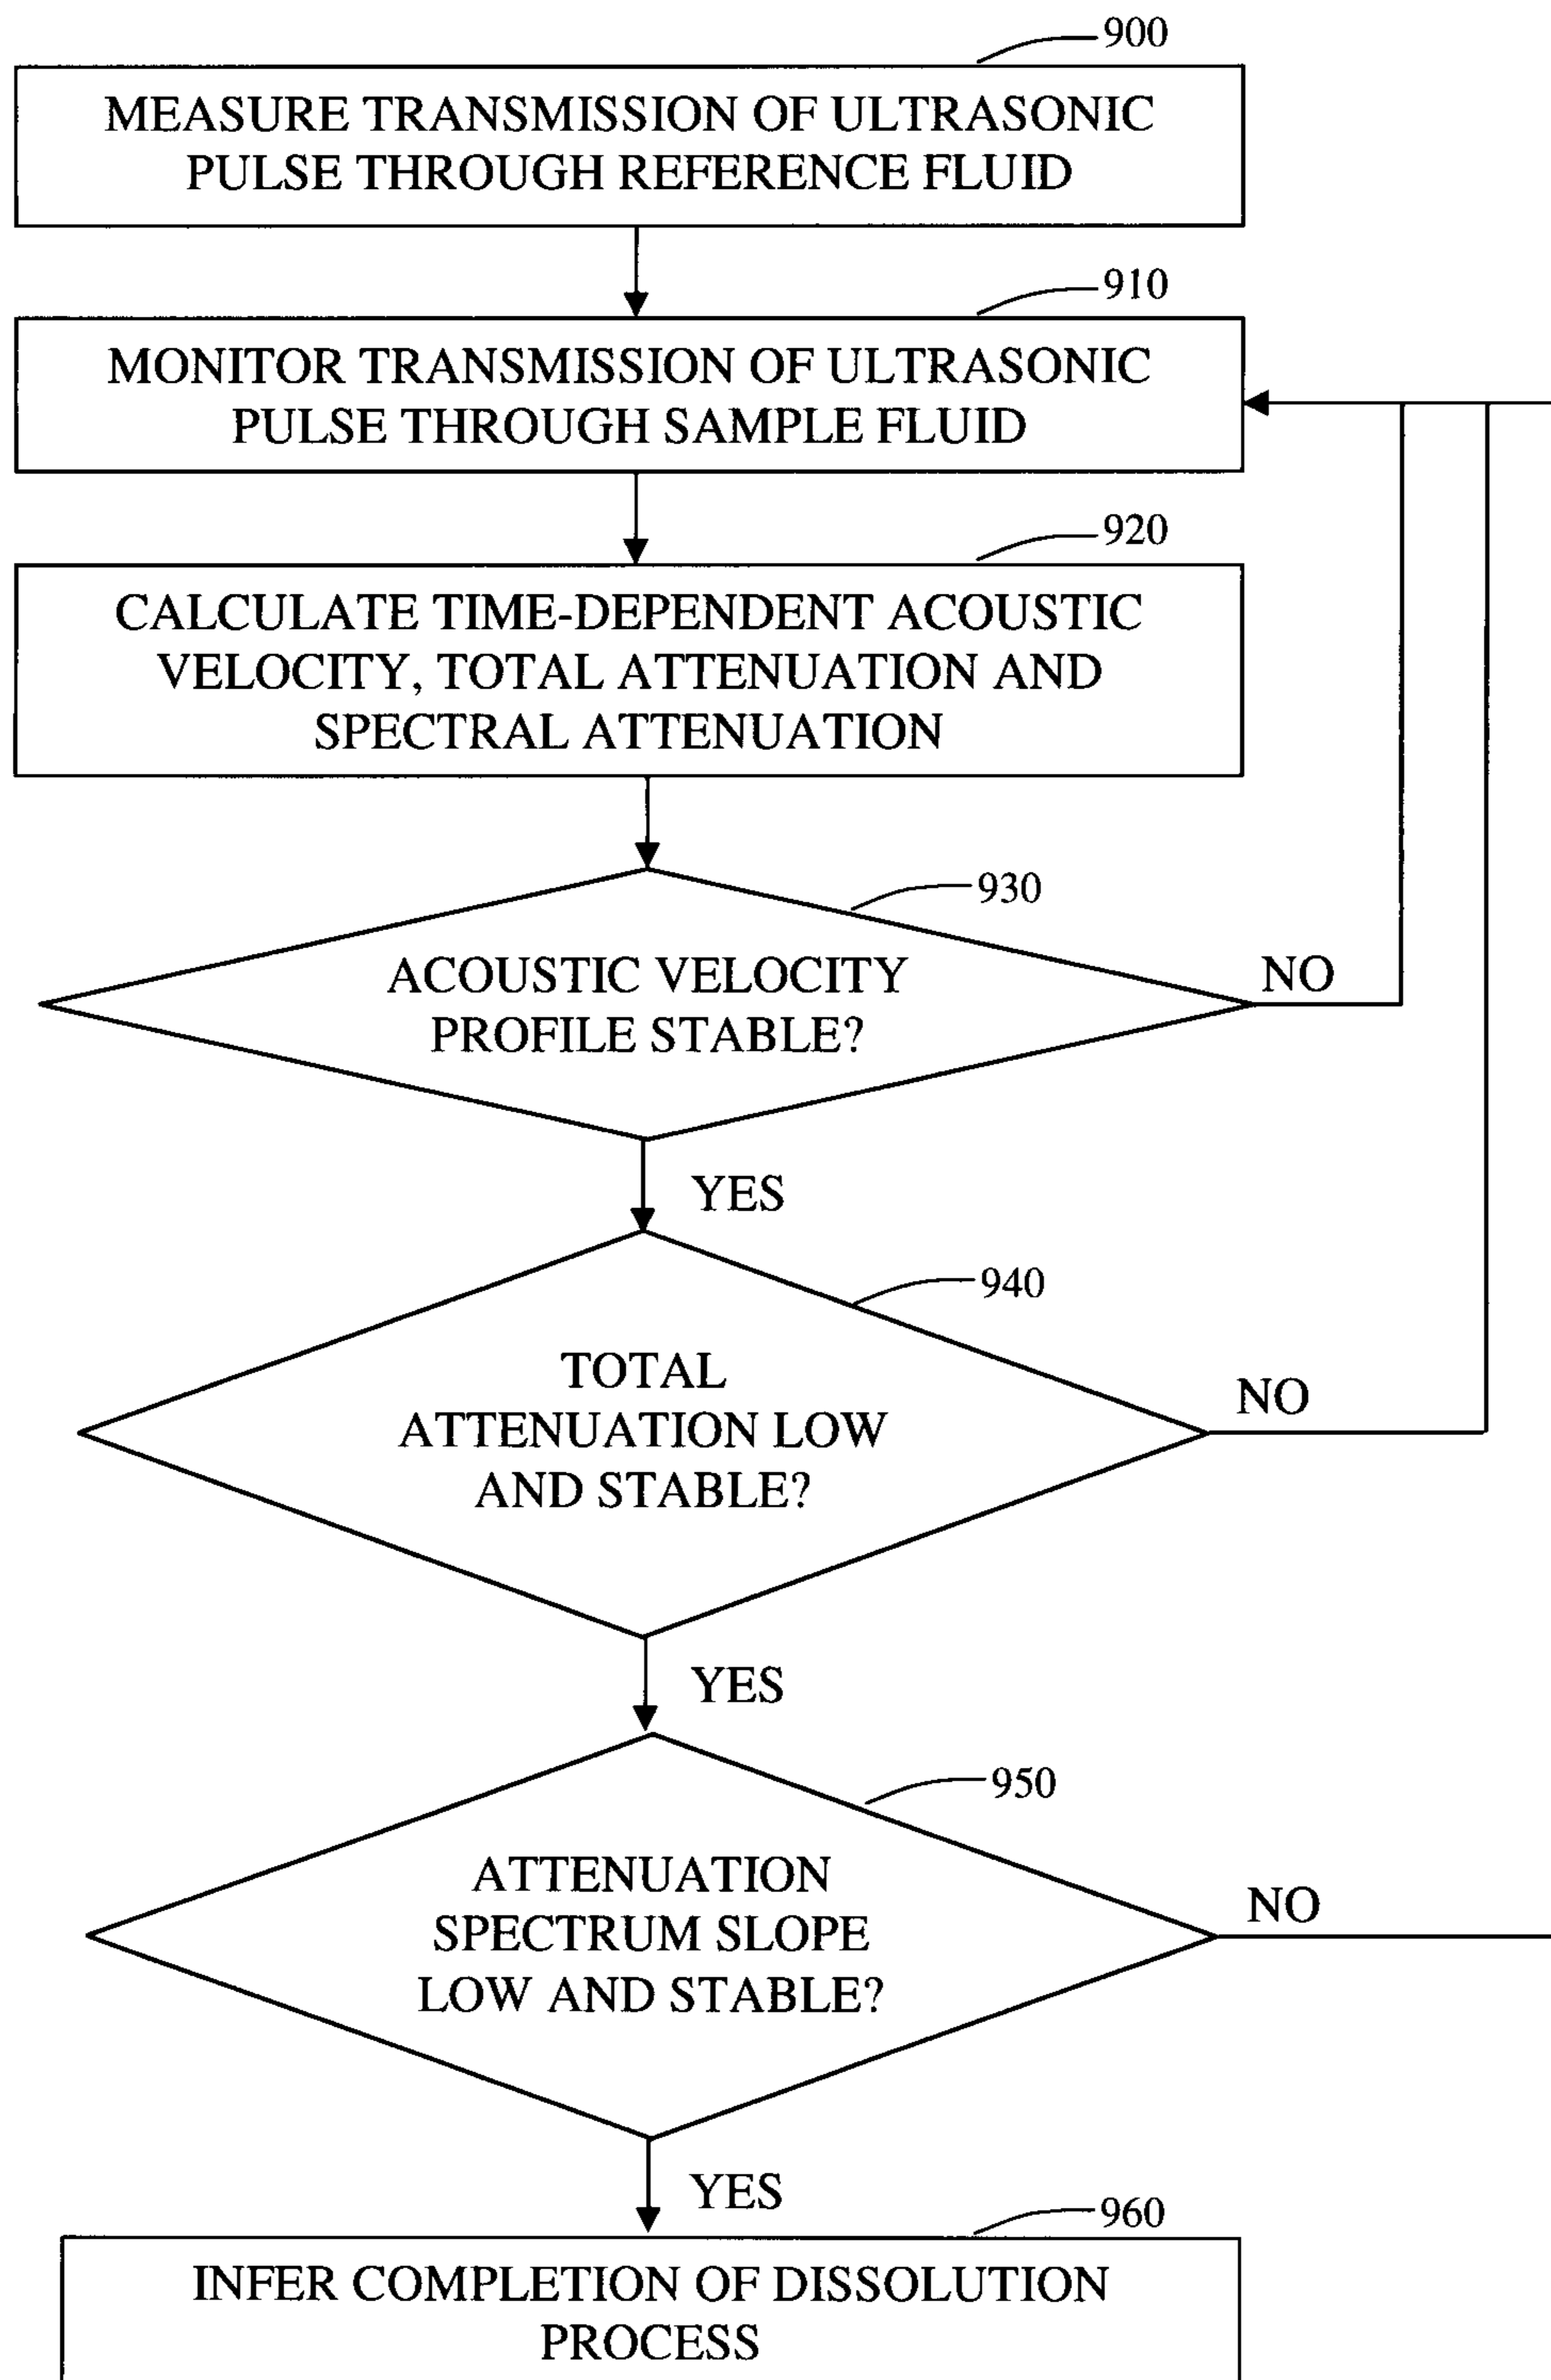 900
MEASURE TRANSMISSION OF ULTRASONIC
PULSE THROUGH REFERENCE FLUID
910
MONITOR TRANSMISSION OF ULTRASONIC
PULSE THROUGH SAMPLE FLUID
920
CALCULATE TIME-DEPENDENT ACOUSTIC
VELOCITY, TOTAL ATTENUATION AND
SPECTRAL ATTENUATION
930
ACOUSTIC VELOCITY
PROFILE STABLE?
NO
YES
940
TOTAL
ATTENUATION LOW
AND STABLE?
NO
YES
950
ATTENUATION
SPECTRUM SLOPE
LOW AND STABLE?
NO
YES
960
INFER COMPLETION OF DISSOLUTION
PROCESS